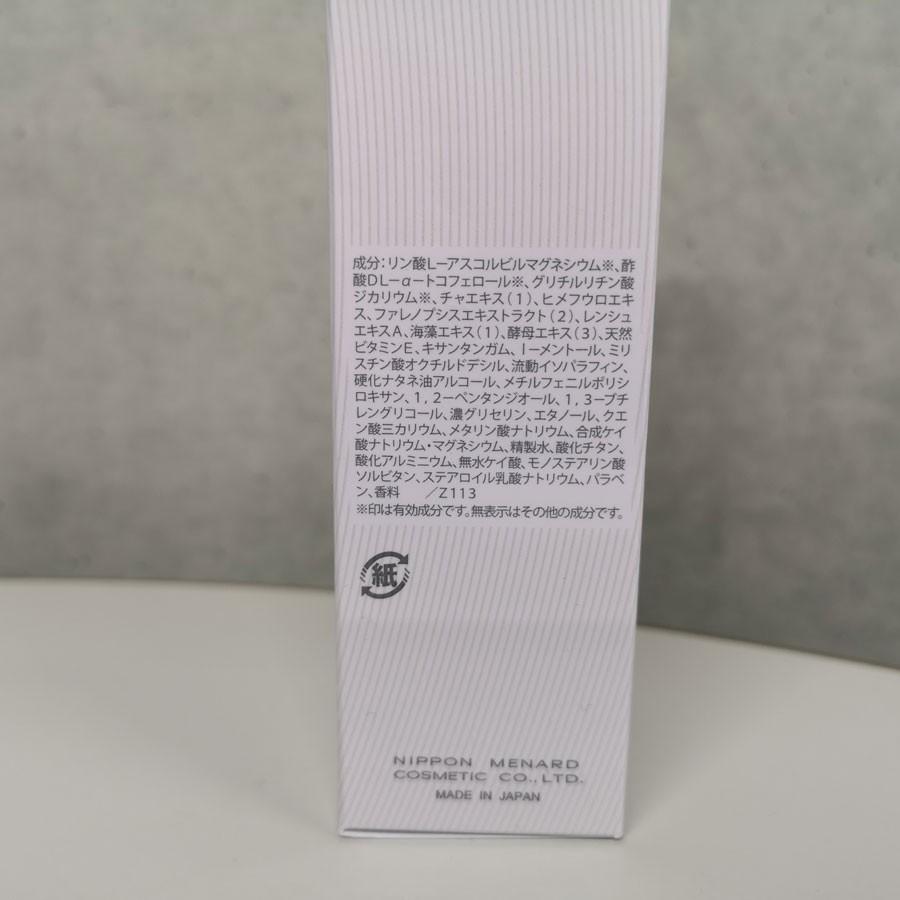 成分：リン酸L－アスコルビルマグネシウム※、酢
酸DL－α－トコフェロール※、グリチルリチン酸
ジカリウム※、チャエキス（1）、ヒメフウロエキ
ス、ファレノプシスエキストラクト（2）、レンシュ
エキスA、海藻エキス（1）、酵母エキス（3）、天然
ビタミンE、キサンタンガム、l－メントール、ミリ
スチン酸オクチルドデシル、流動イソパラフィン、
硬化ナタネ油アルコール、メチルフェニルポリシ
ロキサン、1，2－ペンタンジオール、1，3－ブチ
レングリコール、濃グリセリン、エタノール、クエ
ン酸三カリウム、メタリン酸ナトリウム、合成ケイ
酸ナトリウム・マグネシウム、精製水、酸化チタン、
酸化アルミニウム、無水ケイ酸、モノステアリン酸
ソルビタン、ステアロイル乳酸ナトリウム、パラベ
ン、香料　／Z113
※印は有効成分です。無表示はその他の成分です。
紙
NIPPON MENARD
COSMETIC CO.,LTD.
MADE IN JAPAN